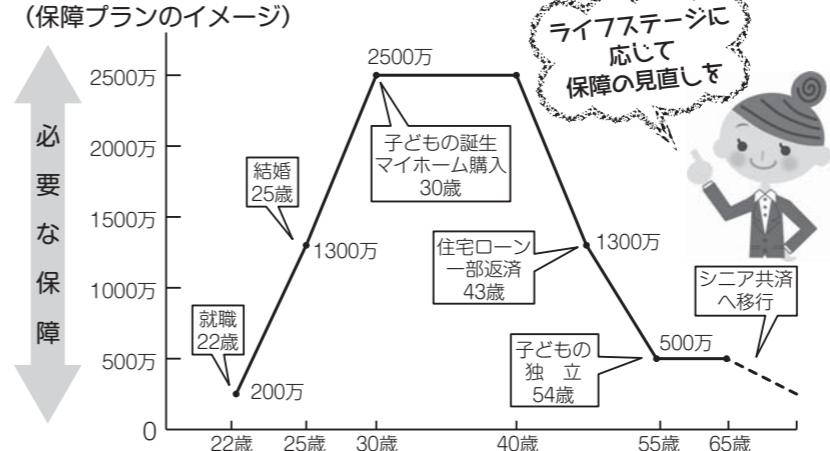 (保障プランのイメージ)
ライフステージに
応じて
保障の見直しを
必要な保障
2500万
2000万
1500万
1000万
500万
0
22歳
25歳
30歳
40歳
55歳
65歳
就職
22歳
200万
結婚
25歳
1300万
2500万
子どもの誕生
マイホーム購入
30歳
住宅ローン
一部返済
43歳
1300万
子どもの
独 立
54歳
500万
シニア共済
へ移行